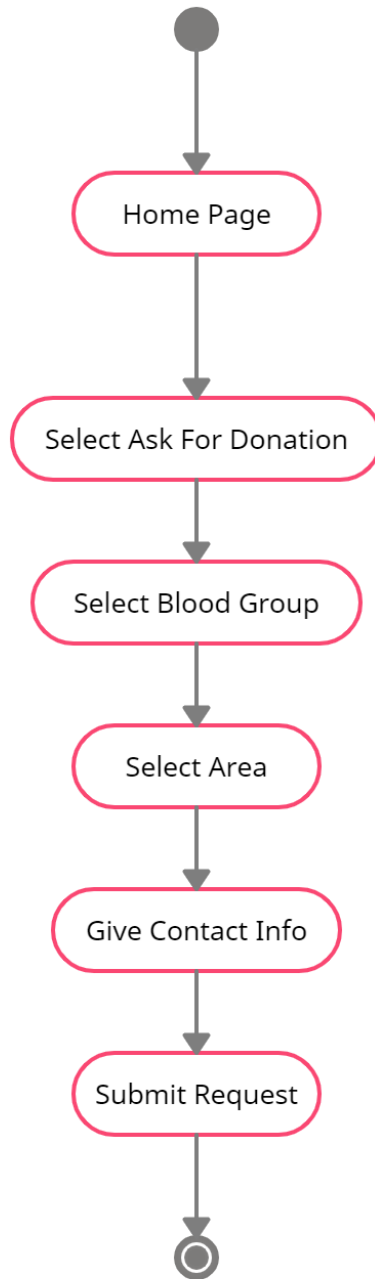 Home Page
Select Ask For Donation
Select Blood Group
Select Area
Give Contact Info
Submit Request